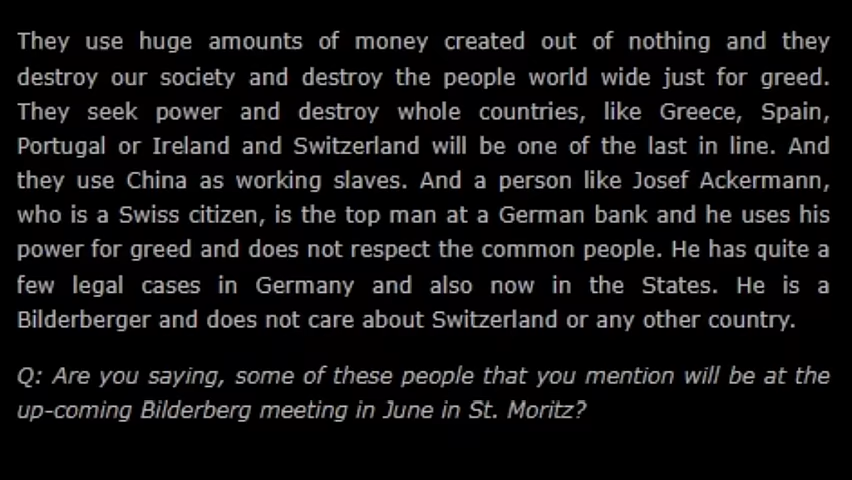 They use huge amounts of money created out of nothing and they
destroy our society and destroy the people world wide just for greed.
They seek power and destroy whole countries, like Greece, Spain,
Portugal or Ireland and Switzerland will be one of the last in line. And
they use China as working slaves. And a person like Josef Ackermann,
who is a Swiss citizen, is the top man at a German bank and he uses his
power for greed and does not respect the common people. He has quite a
few legal cases in Germany and also now in the States. He is a
Bilderberger and does not care about Switzerland or any other country.
Q: Are you saying, some of these people that you mention will be at the
up-coming Bilderberg meeting in June in St. Moritz?